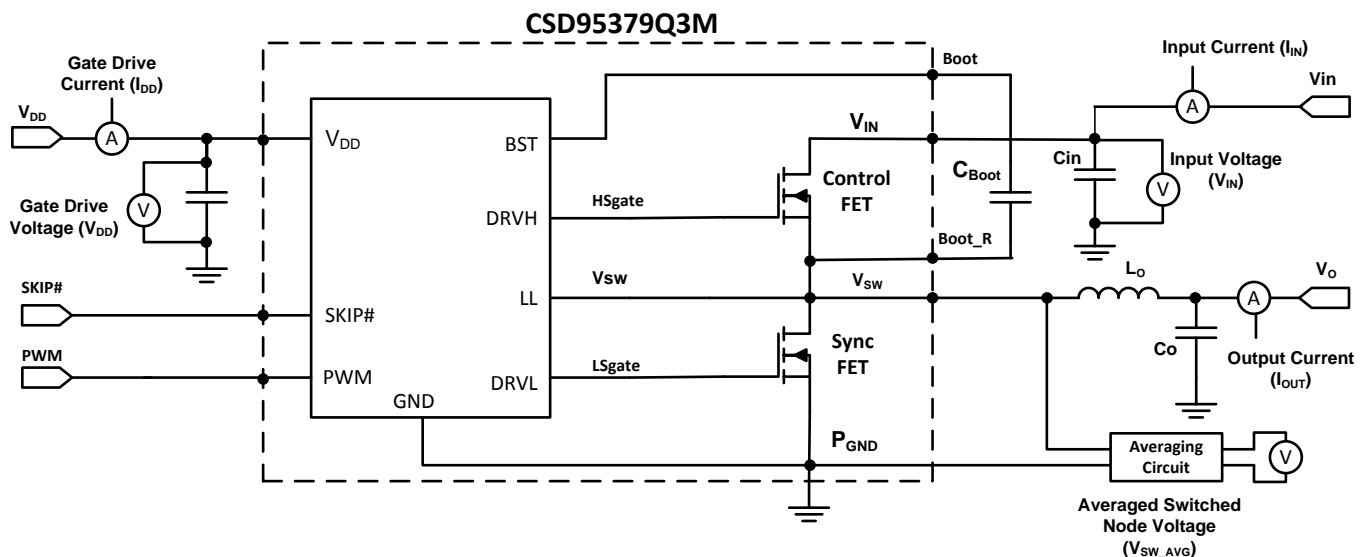 CSD95379Q3M
Gate Drive
Current (IDD)
VDD
A
V
Gate Drive
Voltage (VDD)
SKIP#
PWM
VDD
BST
DRVH
LL
SKIP#
PWM
DRVL
GND
HSgate
Vsw
LSgate
Boot
VIN
Control
FET
CBoot
Boot_R
VSW
Sync
FET
PGND
Input Current (IIN)
Vin
A
Cin
V
Input Voltage
(VIN)
LO
VO
A
Co
Output Current
(IOUT)
Averaging
Circuit
V
Averaged Switched
Node Voltage
(VSW_AVG)